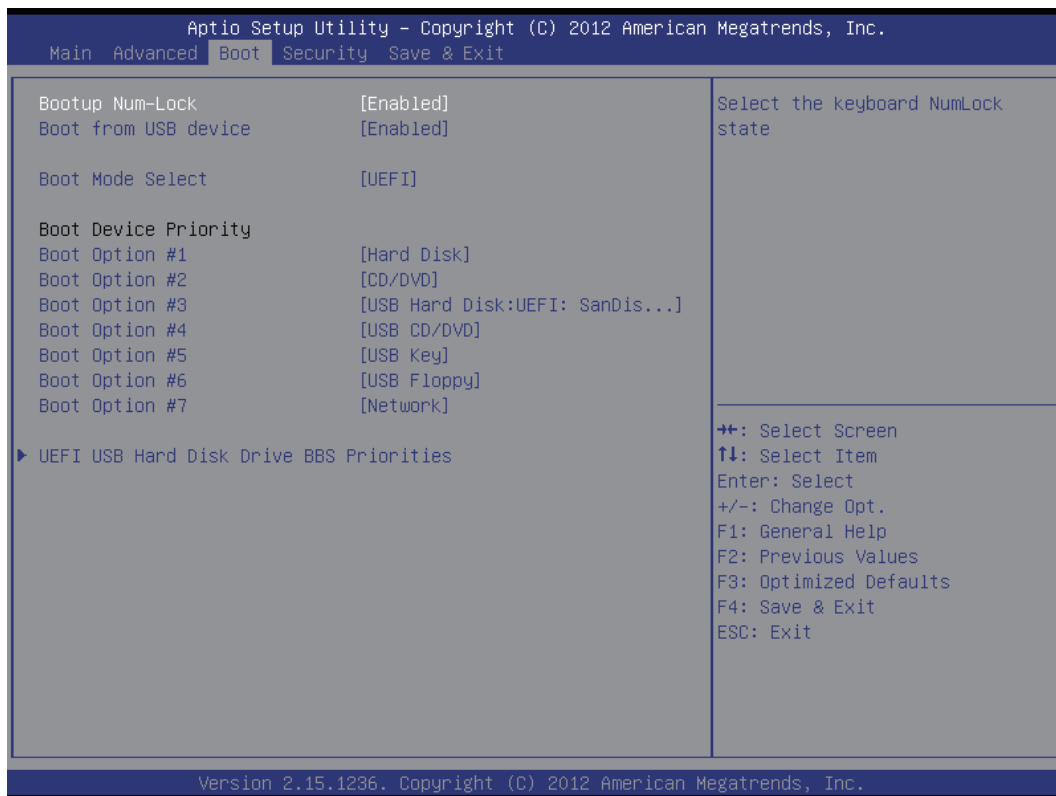 Aptio Setup Utility – Copyright (C) 2012 American Megatrends, Inc.
Main Advanced Boot Security Save & Exit
Bootup Num-Lock [Enabled]
Boot from USB device [Enabled]
Boot Mode Select [UEFI]
Boot Device Priority
Boot Option #1 [Hard Disk]
Boot Option #2 [CD/DVD]
Boot Option #3 [USB Hard Disk:UEFI: SanDis...]
Boot Option #4 [USB CD/DVD]
Boot Option #5 [USB Key]
Boot Option #6 [USB Floppy]
Boot Option #7 [Network]
▶ UEFI USB Hard Disk Drive BBS Priorities
Select the keyboard NumLock
state
→←: Select Screen
↑↓: Select Item
Enter: Select
+/-: Change Opt.
F1: General Help
F2: Previous Values
F3: Optimized Defaults
F4: Save & Exit
ESC: Exit
Version 2.15.1236. Copyright (C) 2012 American Megatrends, Inc.